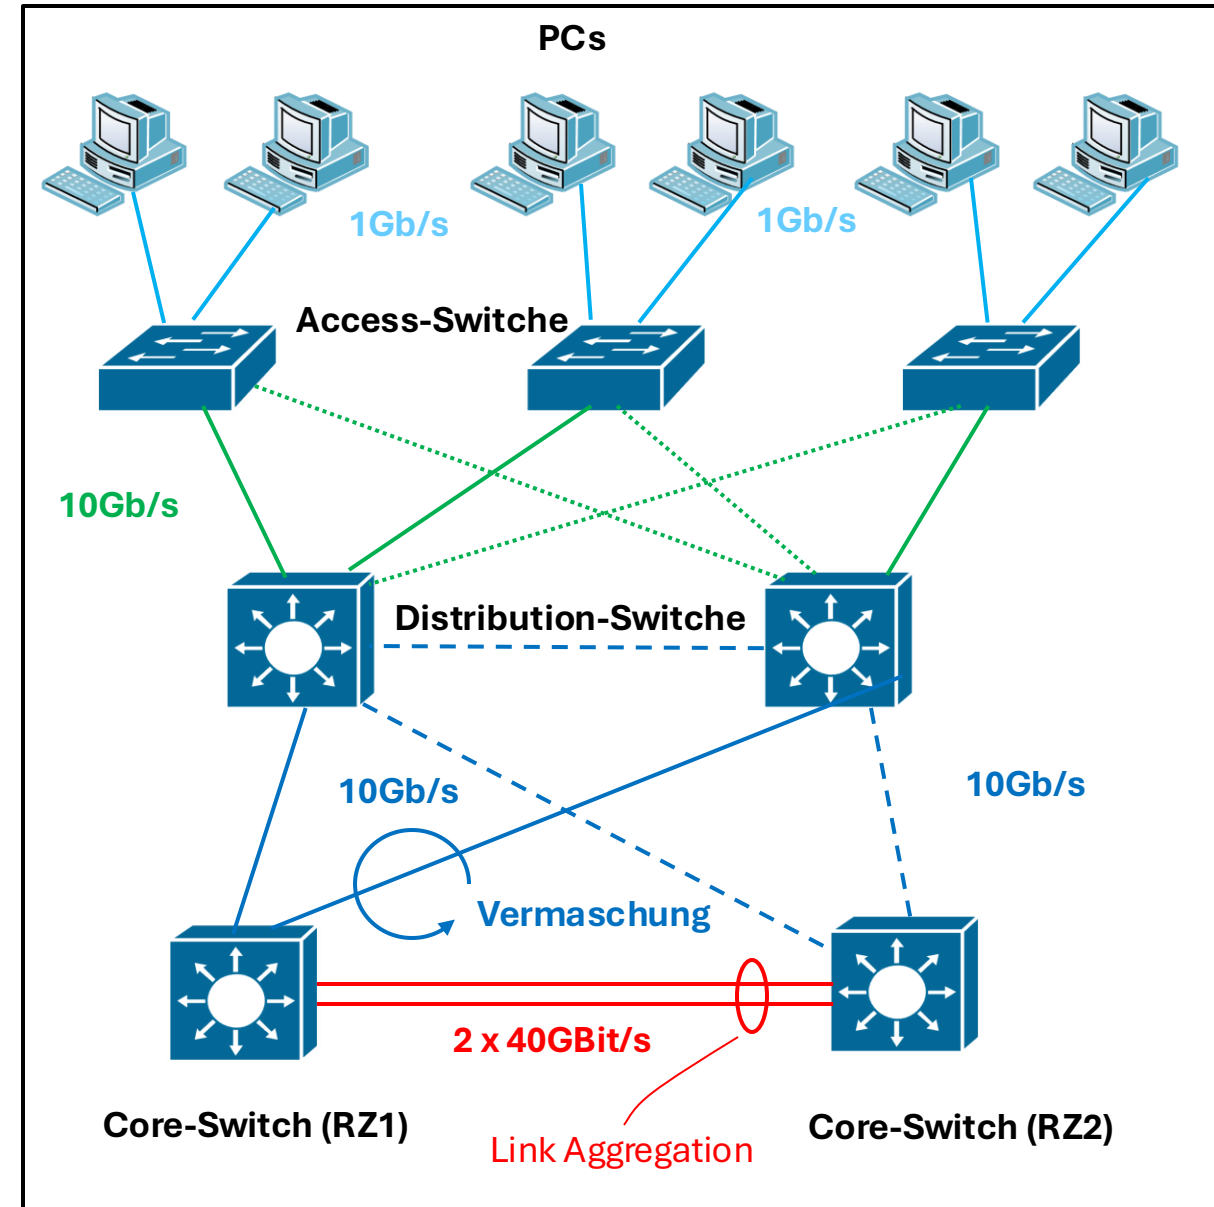 PCs
1Gb/s
1Gb/s
Access-Switche
10Gb/s
Distribution-Switche
10Gb/s
10Gb/s
Vermaschung
2 x 40GBit/s
Core-Switch (RZ1)
Core-Switch (RZ2)
Link Aggregation